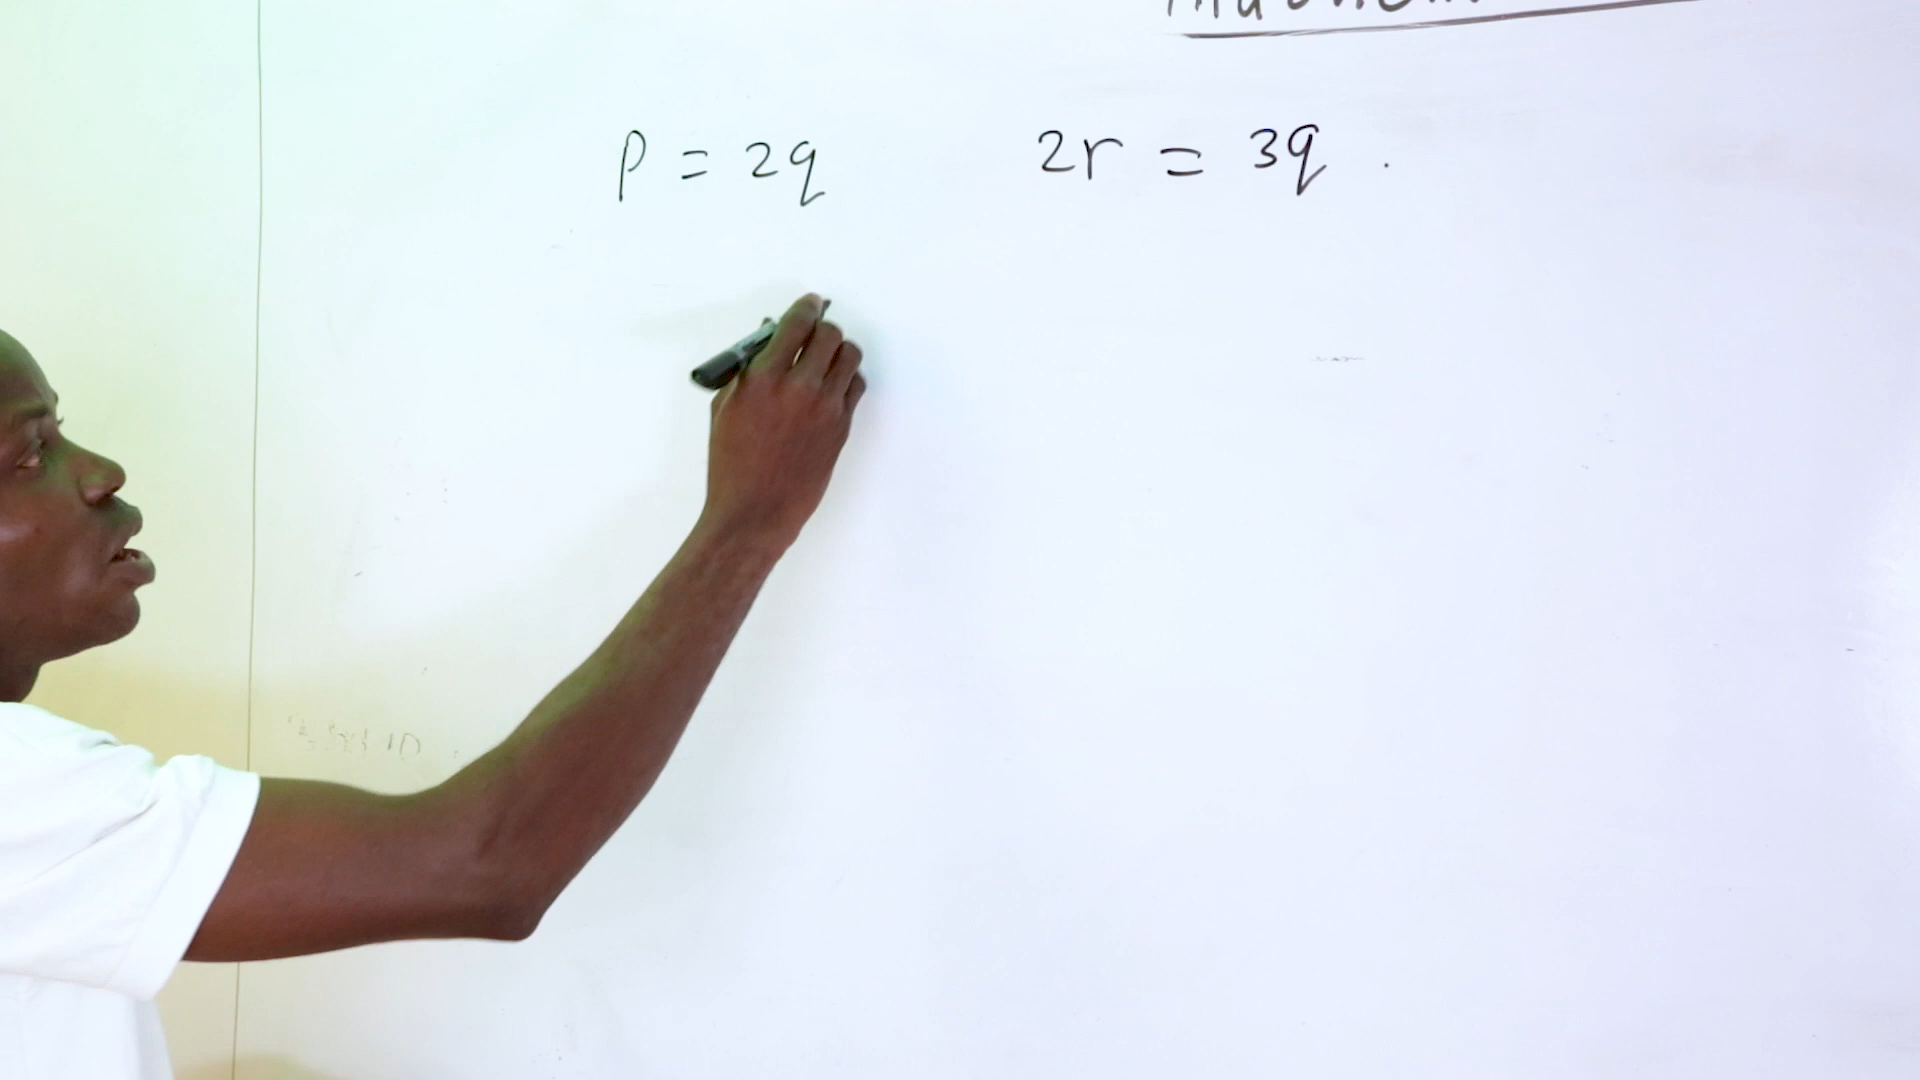 p = 2q 2r = 3q .